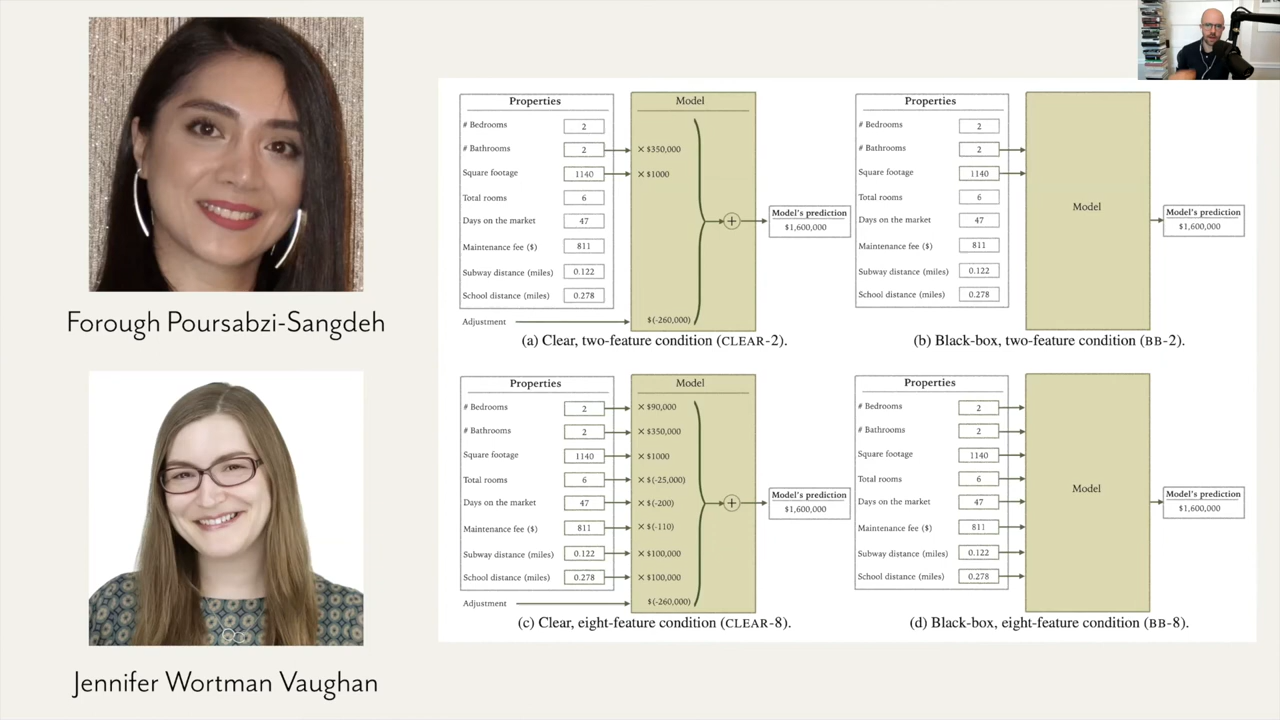 Forough Poursabzi-Sangdeh
Jennifer Wortman Vaughan
Properties
# Bedrooms 2
# Bathrooms 2
Square footage 1140
Total rooms 6
Days on the market 47
Maintenance fee ($) 811
Subway distance (miles) 0.122
School distance (miles) 0.278
Adjustment
Model
× $350,000
× $1000
$(-260,000)
+
Model's prediction
$1,600,000
(a) Clear, two-feature condition (CLEAR-2).
Properties
# Bedrooms 2
# Bathrooms 2
Square footage 1140
Total rooms 6
Days on the market 47
Maintenance fee ($) 811
Subway distance (miles) 0.122
School distance (miles) 0.278
Model
Model's prediction
$1,600,000
(b) Black-box, two-feature condition (BB-2).
Properties
# Bedrooms 2
# Bathrooms 2
Square footage 1140
Total rooms 6
Days on the market 47
Maintenance fee ($) 811
Subway distance (miles) 0.122
School distance (miles) 0.278
Adjustment
Model
× $90,000
× $350,000
× $1000
× $(-25,000)
× $(-200)
× $(-110)
× $100,000
× $100,000
$(-260,000)
+
Model's prediction
$1,600,000
(c) Clear, eight-feature condition (CLEAR-8).
Properties
# Bedrooms 2
# Bathrooms 2
Square footage 1140
Total rooms 6
Days on the market 47
Maintenance fee ($) 811
Subway distance (miles) 0.122
School distance (miles) 0.278
Model
Model's prediction
$1,600,000
(d) Black-box, eight-feature condition (BB-8).